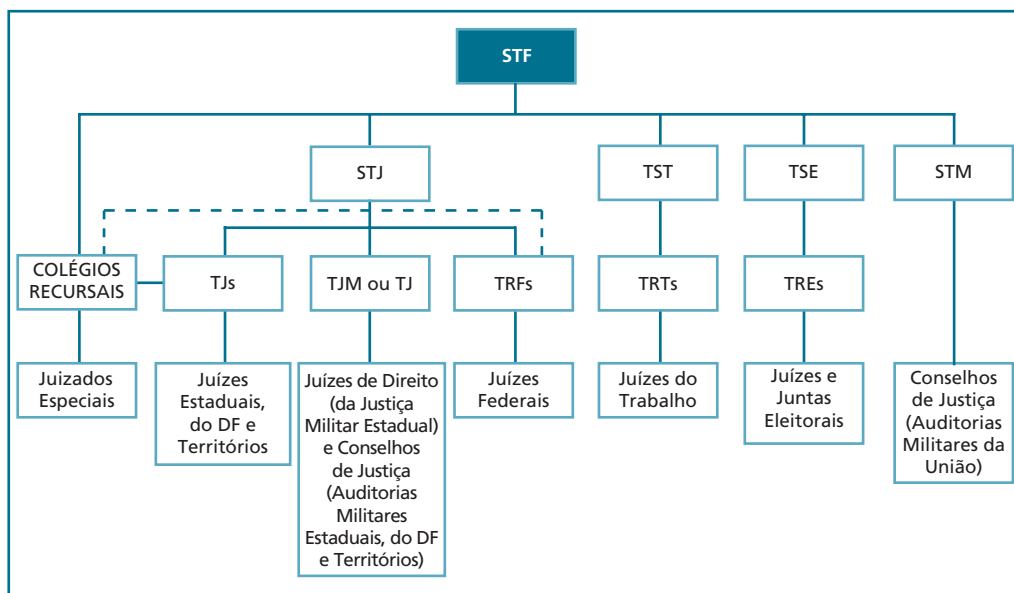 STF
STJ
TST
TSE
STM
COLÉGIOS
RECURSAIS
TJs
TJM ou TJ
TRFs
TRTs
TREs
Juizados
Especiais
Juízes
Estaduais,
do DF e
Territórios
Juízes de Direito
(da Justiça
Militar Estadual)
e Conselhos
de Justiça
(Auditorias
Militares
Estaduais, do DF
e Territórios)
Juízes
Federais
Juízes do
Trabalho
Juízes e
Juntas
Eleitorais
Conselhos
de Justiça
(Auditorias
Militares da
União)